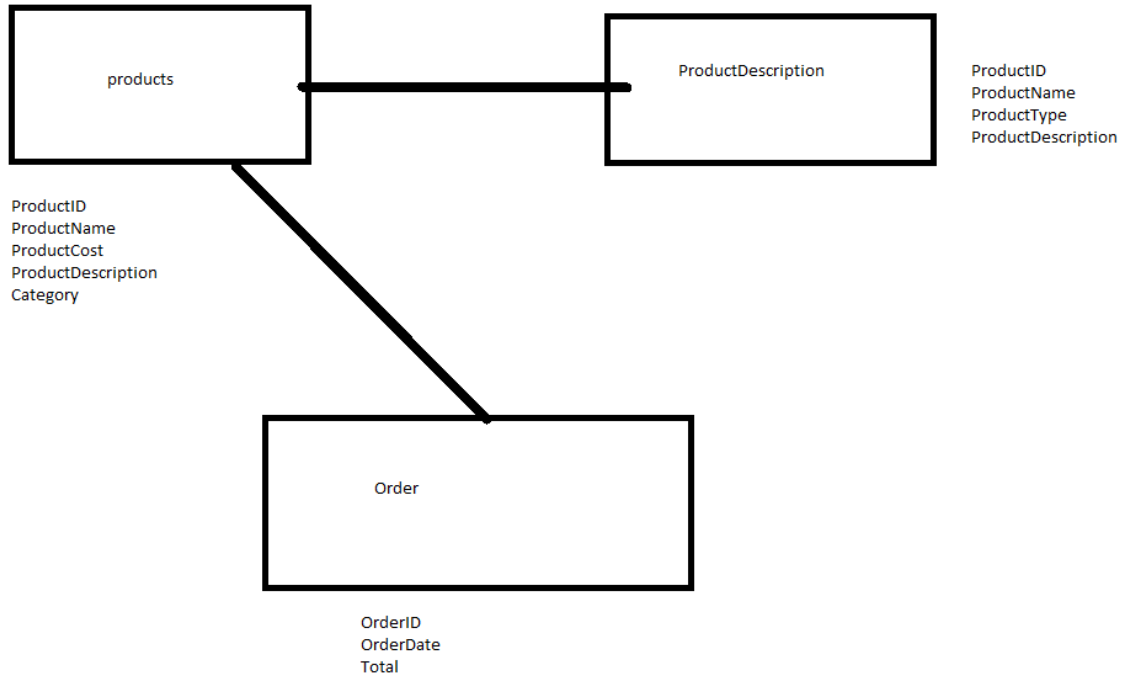 products
ProductID
ProductName
ProductCost
ProductDescription
Category
ProductDescription
ProductID
ProductName
ProductType
ProductDescription
Order
OrderID
OrderDate
Total